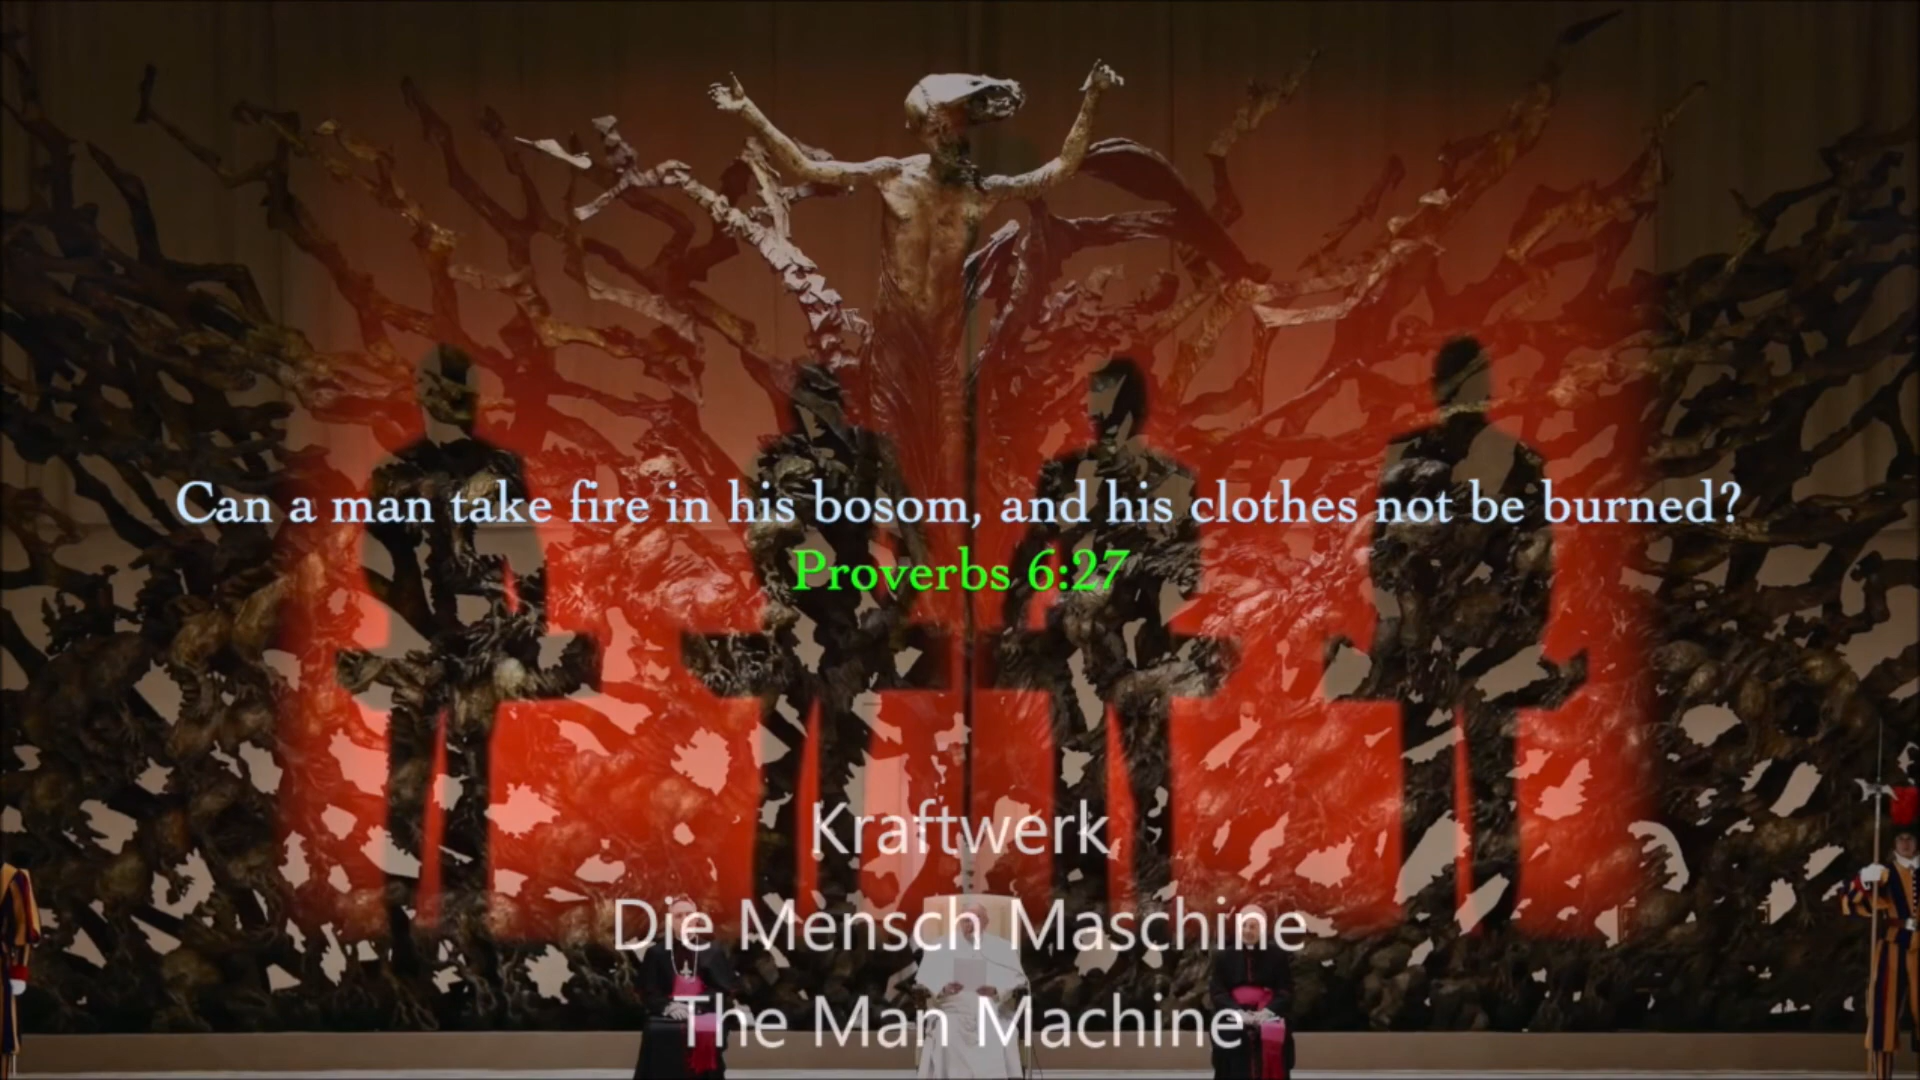 Can a man take fire in his bosom, and his clothes not be burned?
Proverbs 6:27
Kraftwerk
Die Mensch Maschine
The Man Machine